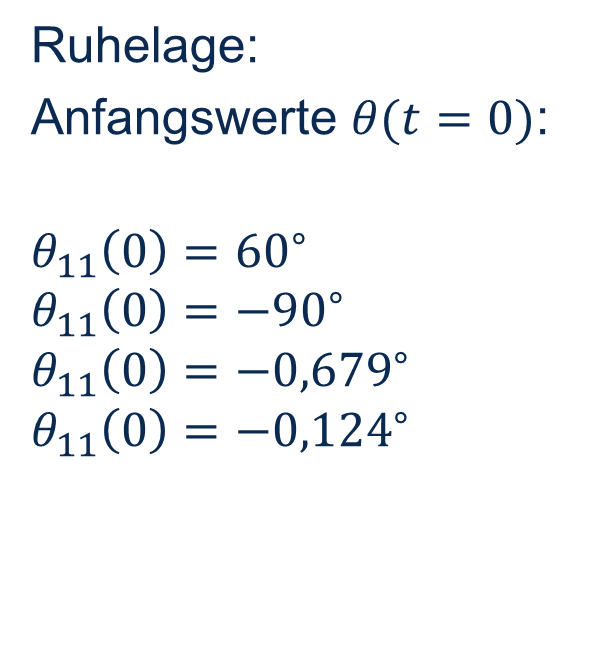 Ruhelage:
Anfangswerte θ(t = 0):
θ₁₁(0) = 60°
θ₁₁(0) = −90°
θ₁₁(0) = −0,679°
θ₁₁(0) = −0,124°